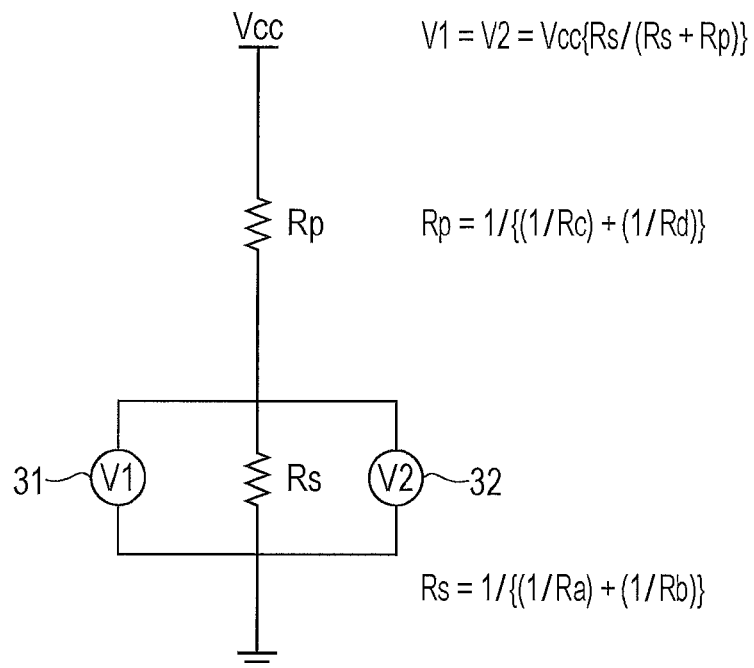 Vcc
V1 = V2 = Vcc{Rs/(Rs + Rp)}
Rp
Rp = 1/{(1/Rc) + (1/Rd)}
31
V1
Rs
V2
32
Rs = 1/{(1/Ra) + (1/Rb)}